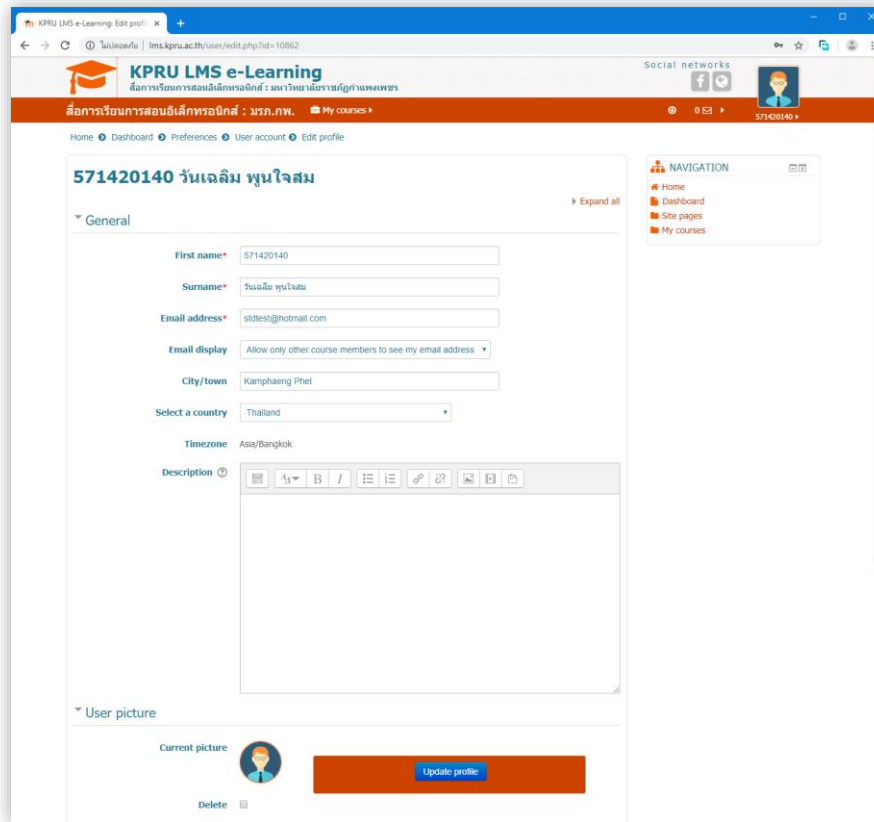 KPRU LMS e-Learning: Edit profi
ไม่ปลอดภัย | lms.kpru.ac.th/user/edit.php?id=10862
KPRU LMS e-Learning
สื่อการเรียนการสอนอิเล็กทรอนิกส์ : มหาวิทยาลัยราชภัฏกำแพงเพชร
Social networks
สื่อการเรียนการสอนอิเล็กทรอนิกส์ : มรภ.กพ.
My courses
0
571420140
Home Dashboard Preferences User account Edit profile
571420140 วันเฉลิม พูนใจสม
Expand all
General
First name* 571420140
Surname* วันเฉลิม พูนใจสม
Email address* stdtest@hotmail.com
Email display Allow only other course members to see my email address
City/town Kamphaeng Phet
Select a country Thailand
Timezone Asia/Bangkok
Description
User picture
Current picture
Update profile
Delete
NAVIGATION
Home
Dashboard
Site pages
My courses